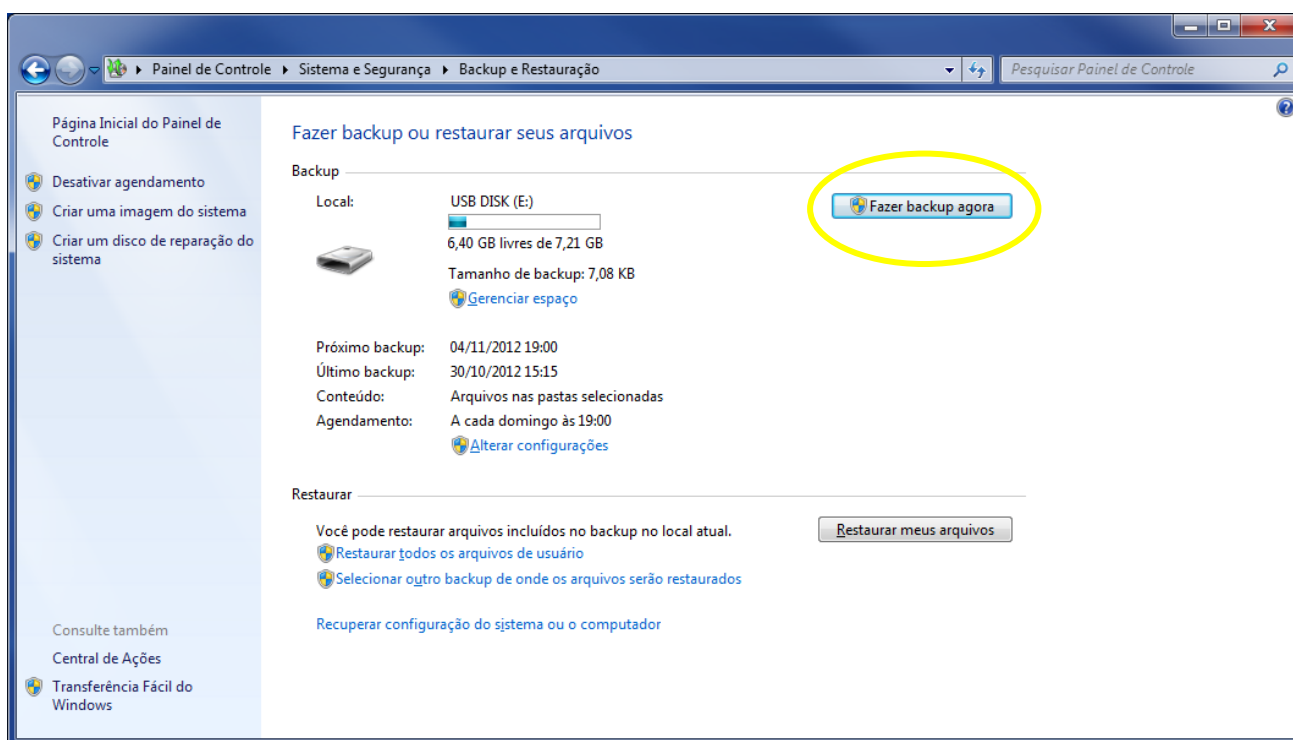 Painel de Controle ▸ Sistema e Segurança ▸ Backup e Restauração
Pesquisar Painel de Controle
Página Inicial do Painel de
Controle
Desativar agendamento
Criar uma imagem do sistema
Criar um disco de reparação do
sistema
Consulte também
Central de Ações
Transferência Fácil do
Windows
Fazer backup ou restaurar seus arquivos
Backup
Local: USB DISK (E:)
6,40 GB livres de 7,21 GB
Tamanho de backup: 7,08 KB
Gerenciar espaço
Fazer backup agora
Próximo backup: 04/11/2012 19:00
Último backup: 30/10/2012 15:15
Conteúdo: Arquivos nas pastas selecionadas
Agendamento: A cada domingo às 19:00
Alterar configurações
Restaurar
Você pode restaurar arquivos incluídos no backup no local atual.
Restaurar meus arquivos
Restaurar todos os arquivos de usuário
Selecionar outro backup de onde os arquivos serão restaurados
Recuperar configuração do sistema ou o computador